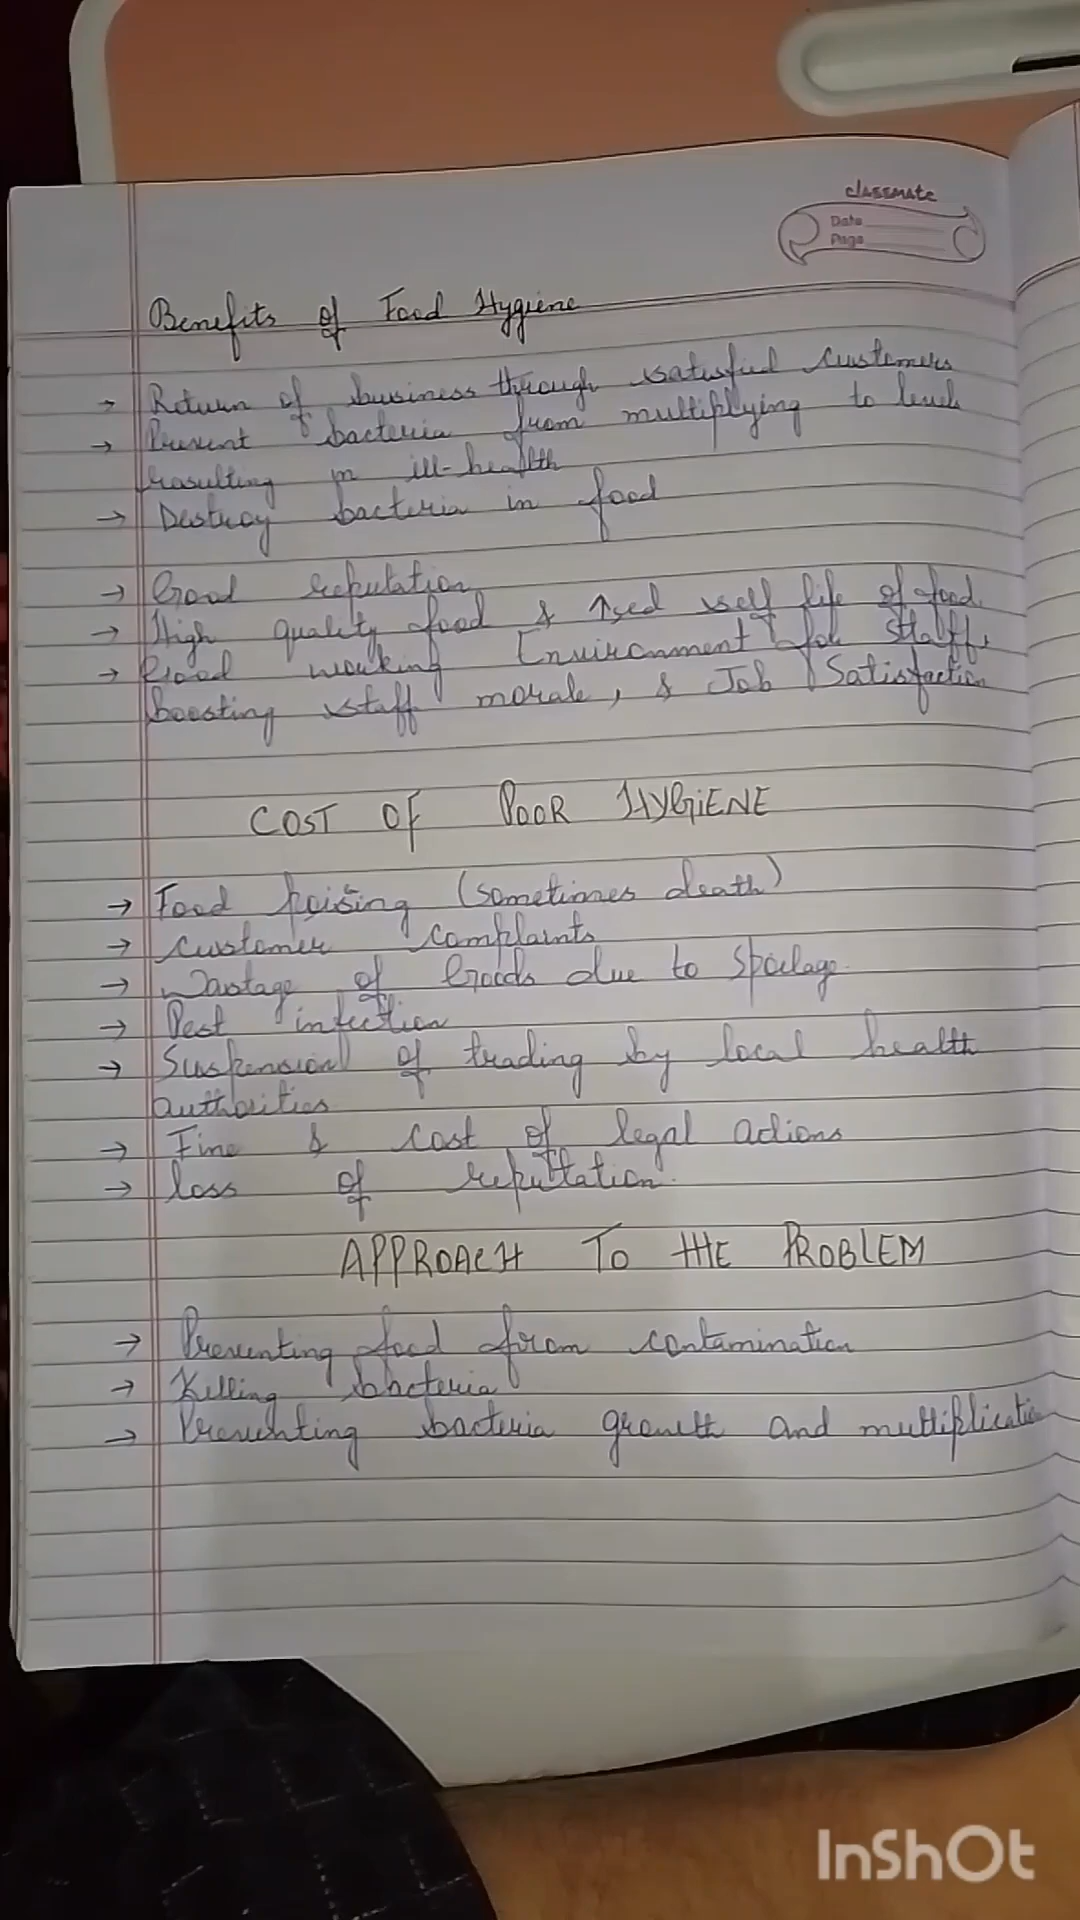 classmate
Date
Page
Benefits of Food Hygiene
→ Return of business through satisfied customers
→ Prevent bacteria from multiplying to levels
resulting in ill-health
→ Destroy bacteria in food
→ Good reputation
→ High quality food & ↑sed self life of food.
→ Good working Environment for Staff,
boosting staff morale, & Job Satisfaction
COST OF POOR HYGIENE
→ Food poising (sometimes death)
→ customer complaints
→ Wastage of Goods due to Spoilage.
→ Pest infection
→ Suspension of trading by local health
authorities
→ Fine & cost of legal actions
→ loss of reputation.
APPROACH TO THE PROBLEM
→ Preventing food from contamination
→ Killing bacteria
→ Preventing bacteria growth and multiplication
InShOt